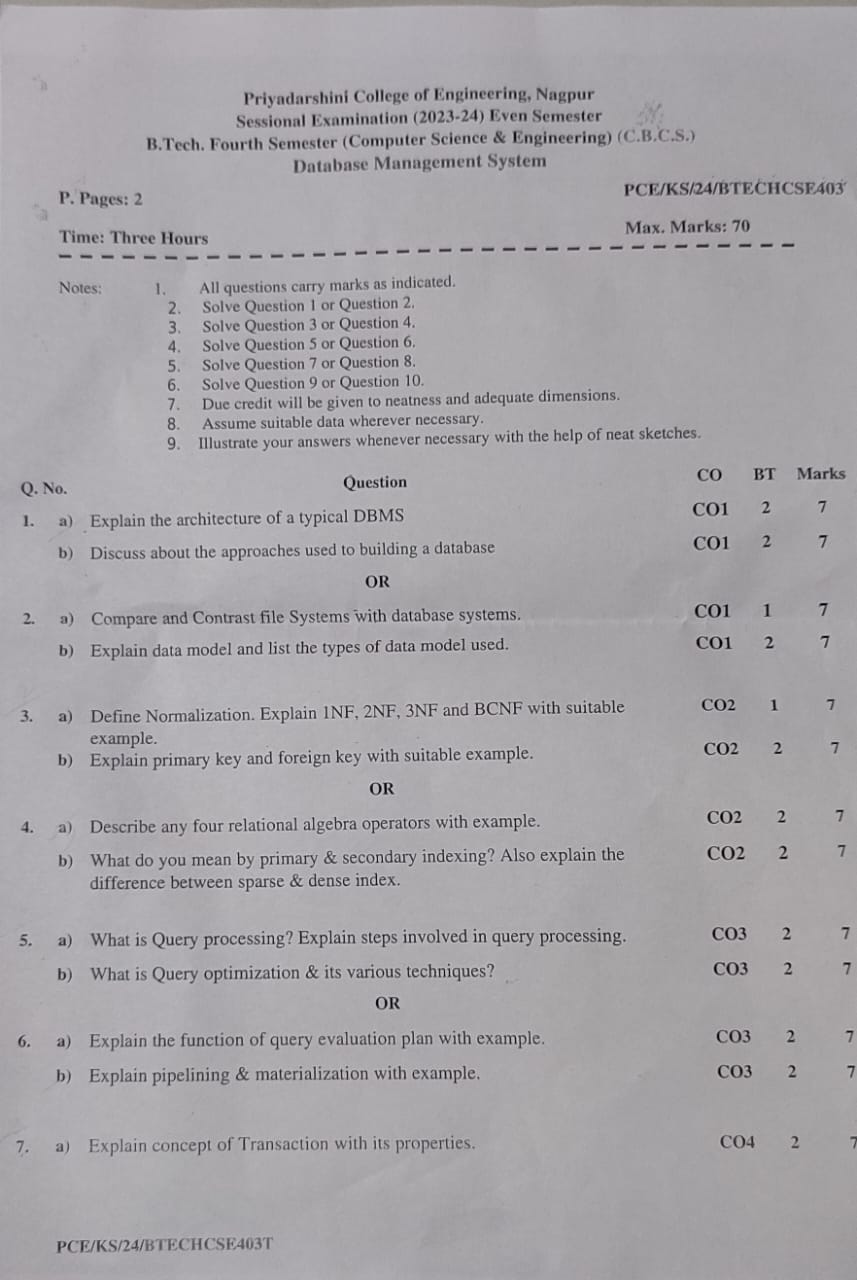 Priyadarshini College of Engineering, Nagpur
Sessional Examination (2023-24) Even Semester
B.Tech. Fourth Semester (Computer Science & Engineering) (C.B.C.S.)
Database Management System
P. Pages: 2 PCE/KS/24/BTECHCSE403
Time: Three Hours Max. Marks: 70
Notes: 1. All questions carry marks as indicated.
2. Solve Question 1 or Question 2.
3. Solve Question 3 or Question 4.
4. Solve Question 5 or Question 6.
5. Solve Question 7 or Question 8.
6. Solve Question 9 or Question 10.
7. Due credit will be given to neatness and adequate dimensions.
8. Assume suitable data wherever necessary.
9. Illustrate your answers whenever necessary with the help of neat sketches.
Q. No. Question CO BT Marks
1. a) Explain the architecture of a typical DBMS CO1 2 7
b) Discuss about the approaches used to building a database CO1 2 7
OR
2. a) Compare and Contrast file Systems with database systems. CO1 1 7
b) Explain data model and list the types of data model used. CO1 2 7
3. a) Define Normalization. Explain 1NF, 2NF, 3NF and BCNF with suitable CO2 1 7
example.
b) Explain primary key and foreign key with suitable example. CO2 2 7
OR
4. a) Describe any four relational algebra operators with example. CO2 2 7
b) What do you mean by primary & secondary indexing? Also explain the CO2 2 7
difference between sparse & dense index.
5. a) What is Query processing? Explain steps involved in query processing. CO3 2 7
b) What is Query optimization & its various techniques? CO3 2 7
OR
6. a) Explain the function of query evaluation plan with example. CO3 2 7
b) Explain pipelining & materialization with example. CO3 2 7
7. a) Explain concept of Transaction with its properties. CO4 2 7
PCE/KS/24/BTECHCSE403T